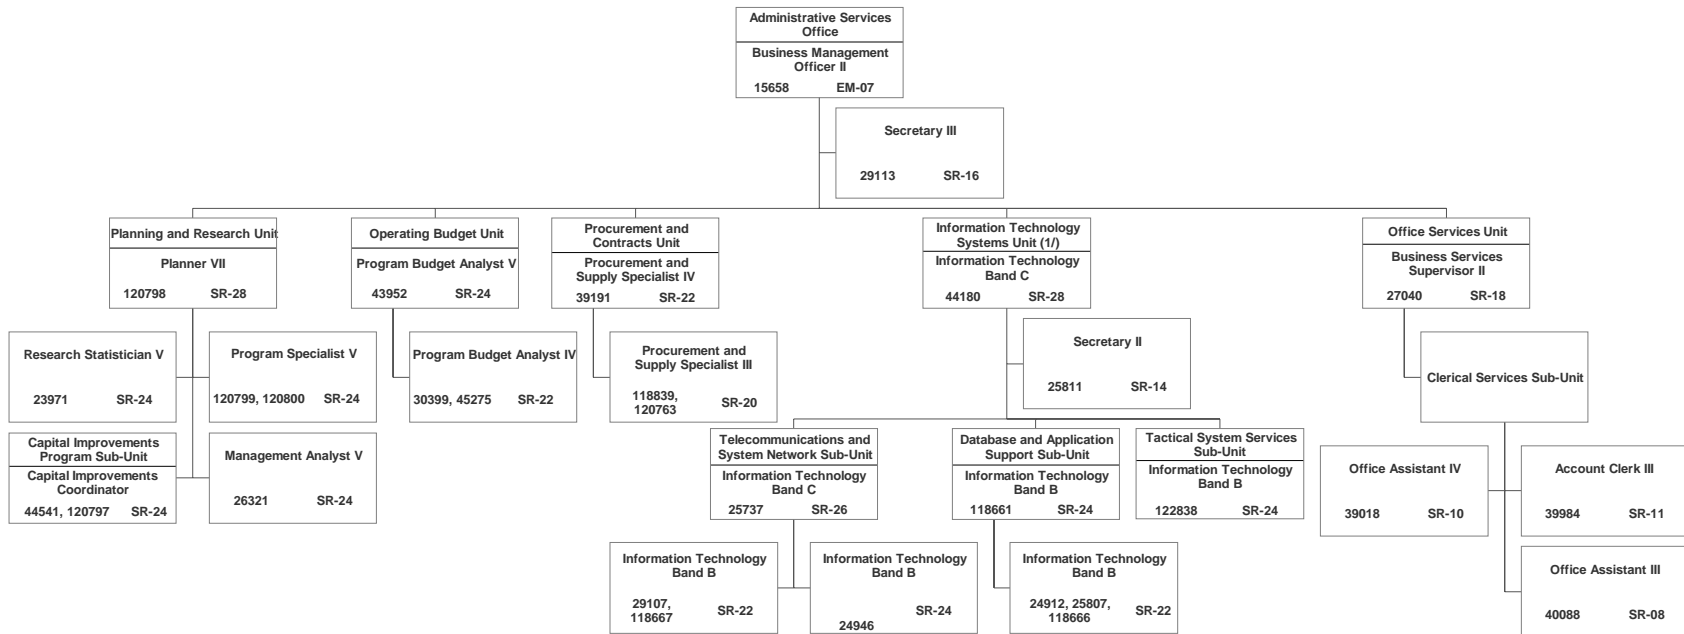 Administrative Services
Office
Business Management
Officer II
15658 EM-07
Secretary III
29113 SR-16
Planning and Research Unit
Planner VII
120798 SR-28
Operating Budget Unit
Program Budget Analyst V
43952 SR-24
Procurement and
Contracts Unit
Procurement and
Supply Specialist IV
39191 SR-22
Information Technology
Systems Unit (1/)
Information Technology
Band C
44180 SR-28
Office Services Unit
Business Services
Supervisor II
27040 SR-18
Research Statistician V
23971 SR-24
Program Specialist V
120799, 120800 SR-24
Program Budget Analyst IV
30399, 45275 SR-22
Procurement and
Supply Specialist III
118839,
120763 SR-20
Secretary II
25811 SR-14
Clerical Services Sub-Unit
Capital Improvements
Program Sub-Unit
Capital Improvements
Coordinator
44541, 120797 SR-24
Management Analyst V
26321 SR-24
Telecommunications and
System Network Sub-Unit
Information Technology
Band C
25737 SR-26
Database and Application
Support Sub-Unit
Information Technology
Band B
118661 SR-24
Tactical System Services
Sub-Unit
Information Technology
Band B
122838 SR-24
Office Assistant IV
39018 SR-10
Account Clerk III
39984 SR-11
Information Technology
Band B
29107,
118667 SR-22
Information Technology
Band B
SR-24
24946
Information Technology
Band B
24912, 25807,
118666 SR-22
Office Assistant III
40088 SR-08